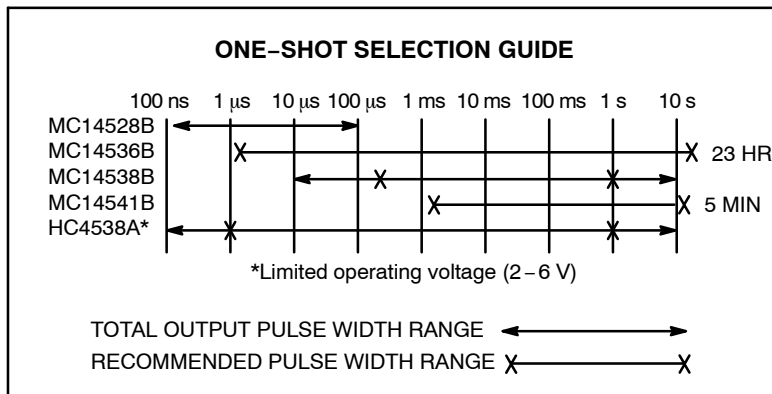 ONE–SHOT SELECTION GUIDE
100 ns 1 µs 10 µs 100 µs 1 ms 10 ms 100 ms 1 s 10 s
MC14528B
MC14536B 23 HR
MC14538B
MC14541B 5 MIN
HC4538A*
*Limited operating voltage (2–6 V)
TOTAL OUTPUT PULSE WIDTH RANGE
RECOMMENDED PULSE WIDTH RANGE